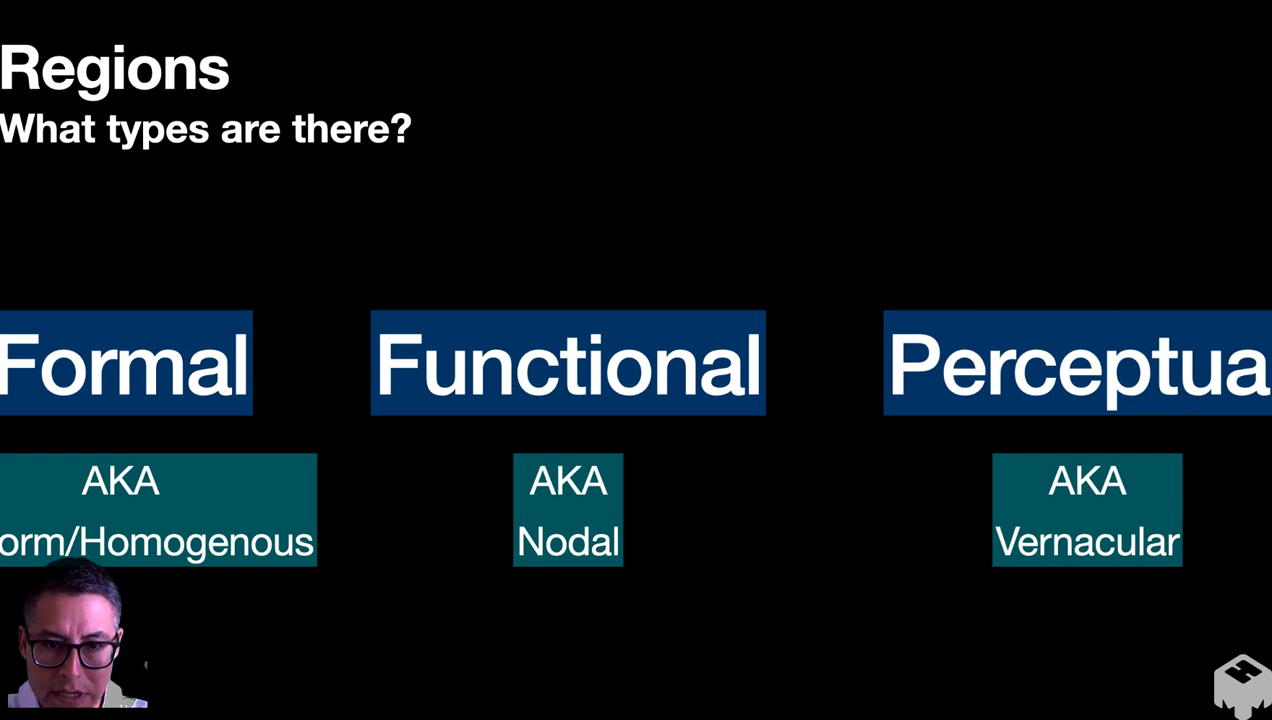 Regions
What types are there?
Formal
Functional
Perceptua
AKA
orm/Homogenous
AKA
Nodal
AKA
Vernacular